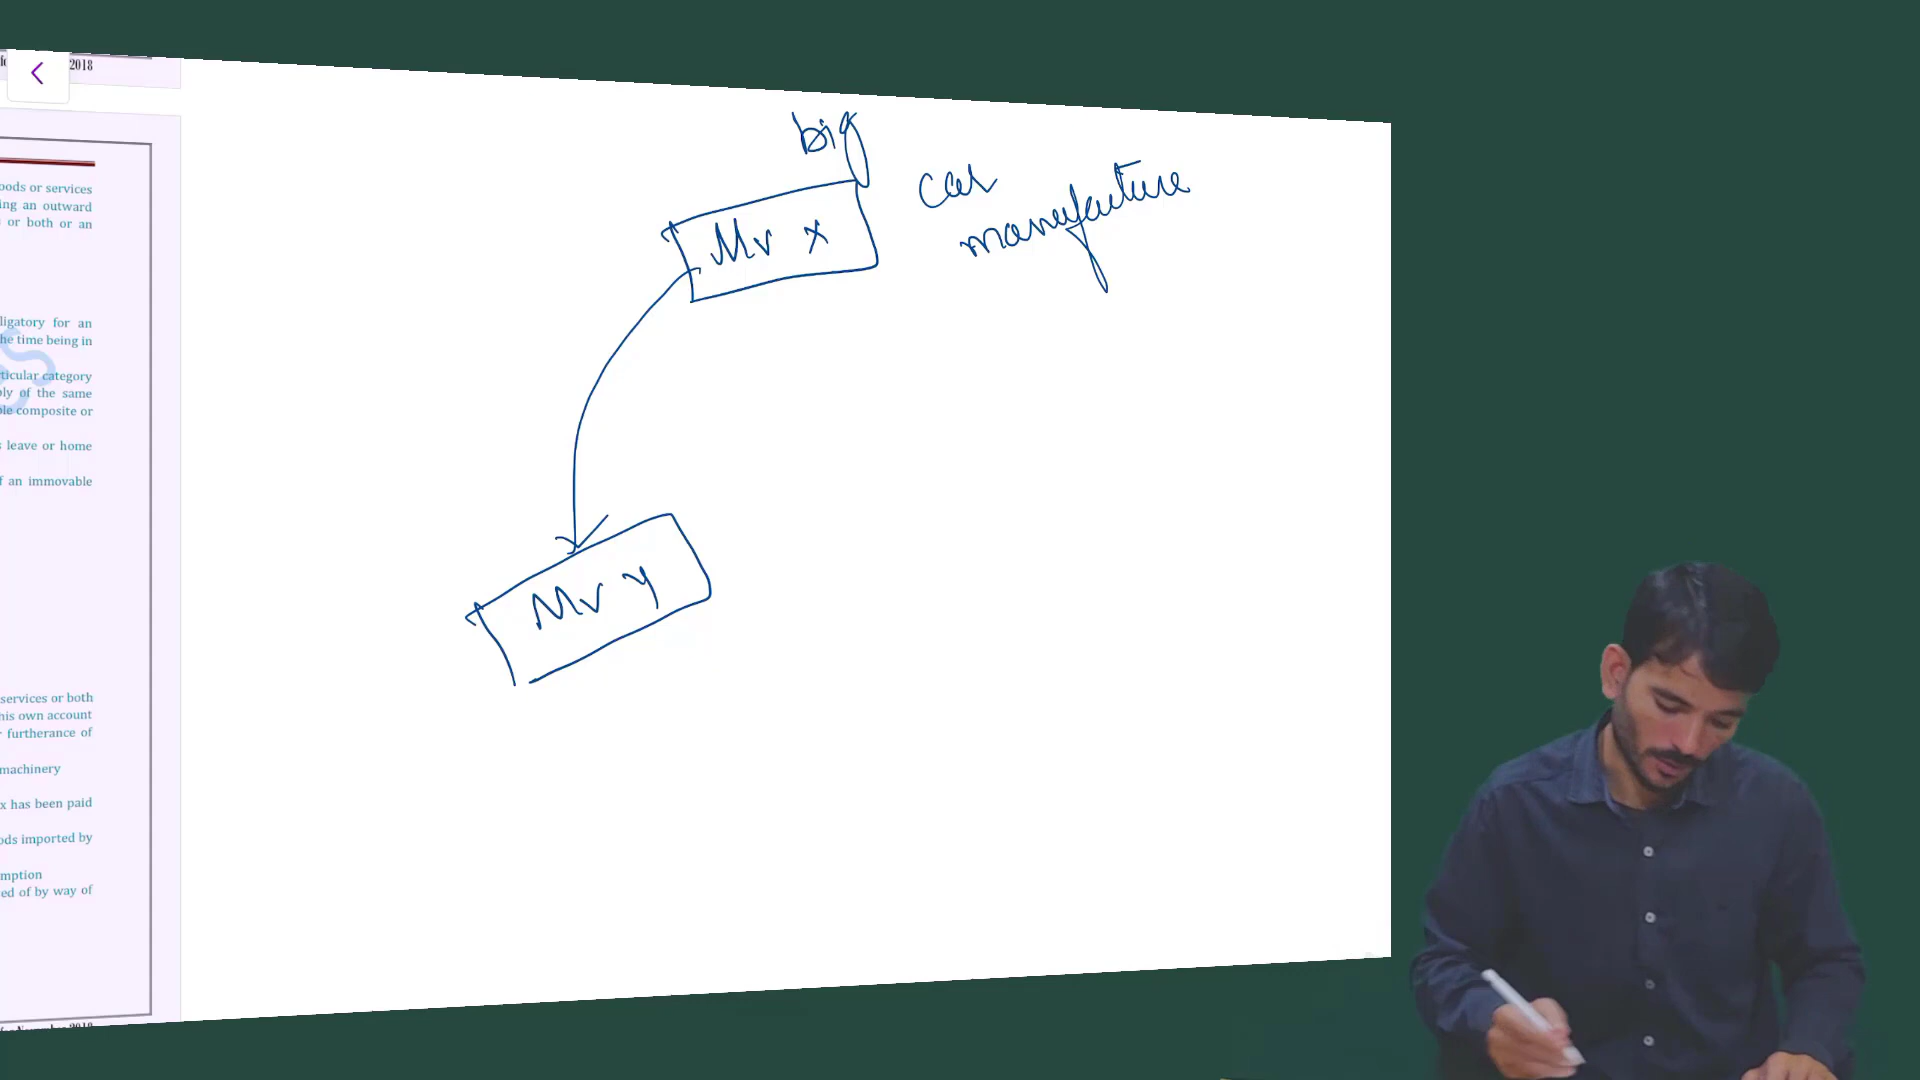 2018
oods or services
ing an outward
or both or an
ligatory for an
he time being in
ticular category
ply of the same
ble composite or
s leave or home
f an immovable
services or both
his own account
r furtherance of
machinery
x has been paid
ods imported by
mption
ed of by way of
big
Mr X
car
manufacture
Mr Y